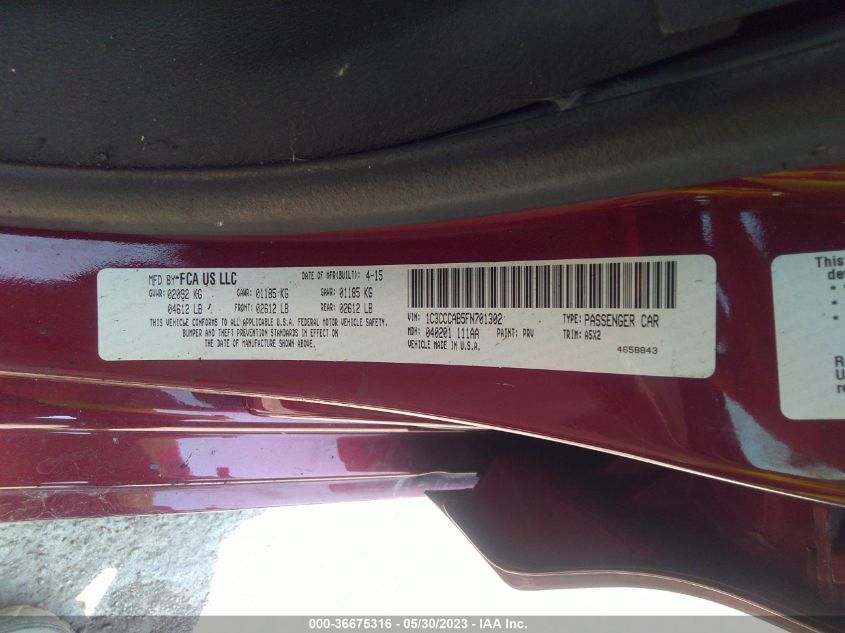 MFD BY FCA US LLC
DATE OF MFR(BUILT): 4-15
GVWR: 02092 KG GAWR: 01185 KG GAWR: 01185 KG
04612 LB FRONT: 02612 LB REAR: 02612 LB
THIS VEHICLE CONFORMS TO ALL APPLICABLE U.S.A. FEDERAL MOTOR VEHICLE SAFETY,
BUMPER AND THEFT PREVENTION STANDARDS IN EFFECT ON
THE DATE OF MANUFACTURE SHOWN ABOVE.
VIN: 1C3CCCAB5FN701302 TYPE: PASSENGER CAR
MDH: 040201 111AA PAINT: PRV TRIM: A5X2
VEHICLE MADE IN U.S.A.
4658843
This
de
R
U
re
000-36675316 - 05/30/2023 - IAA Inc.